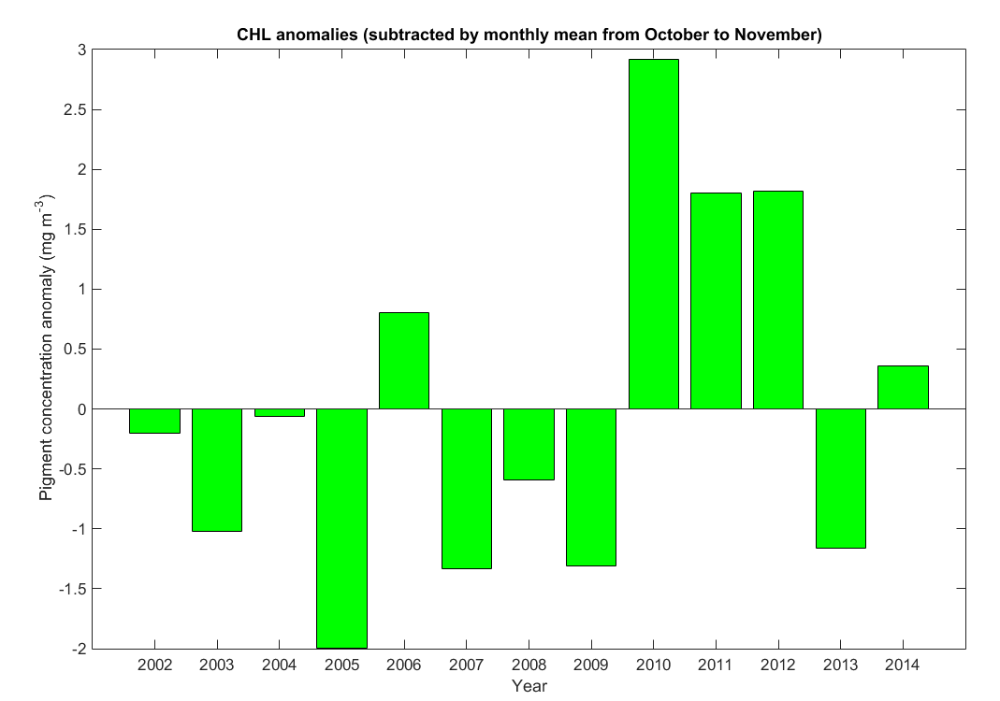 CHL anomalies (subtracted by monthly mean from October to November)
3
2.5
2
1.5
1
0.5
0
-0.5
-1
-1.5
-2
Pigment concentration anomaly (mg m⁻³)
2002 2003 2004 2005 2006 2007 2008 2009 2010 2011 2012 2013 2014
Year